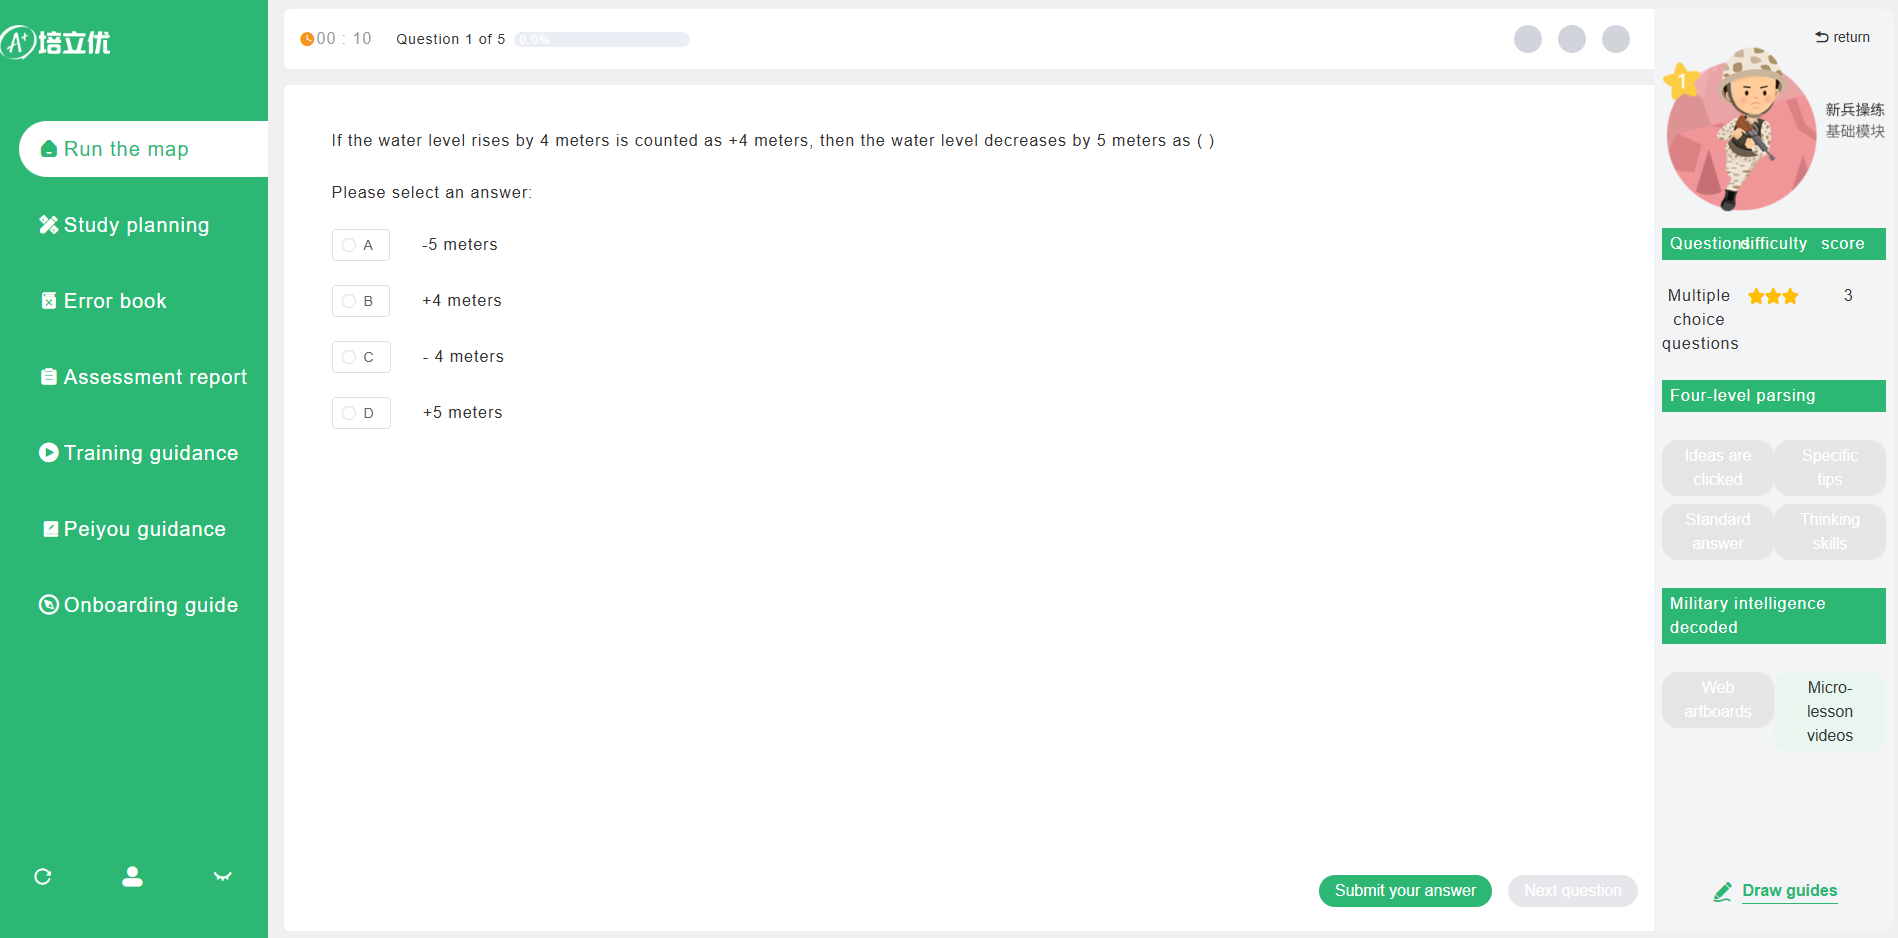 A+培立优
Run the map
Study planning
Error book
Assessment report
Training guidance
Peiyou guidance
Onboarding guide
00 : 10
Question 1 of 5
0.0%
If the water level rises by 4 meters is counted as +4 meters, then the water level decreases by 5 meters as ( )
Please select an answer:
A -5 meters
B +4 meters
C - 4 meters
D +5 meters
Submit your answer
Next question
return
1
新兵操练
基础模块
Questions difficulty score
Multiple choice questions 3
Four-level parsing
Ideas are clicked
Specific tips
Standard answer
Thinking skills
Military intelligence
decoded
Web artboards
Micro-lesson videos
Draw guides